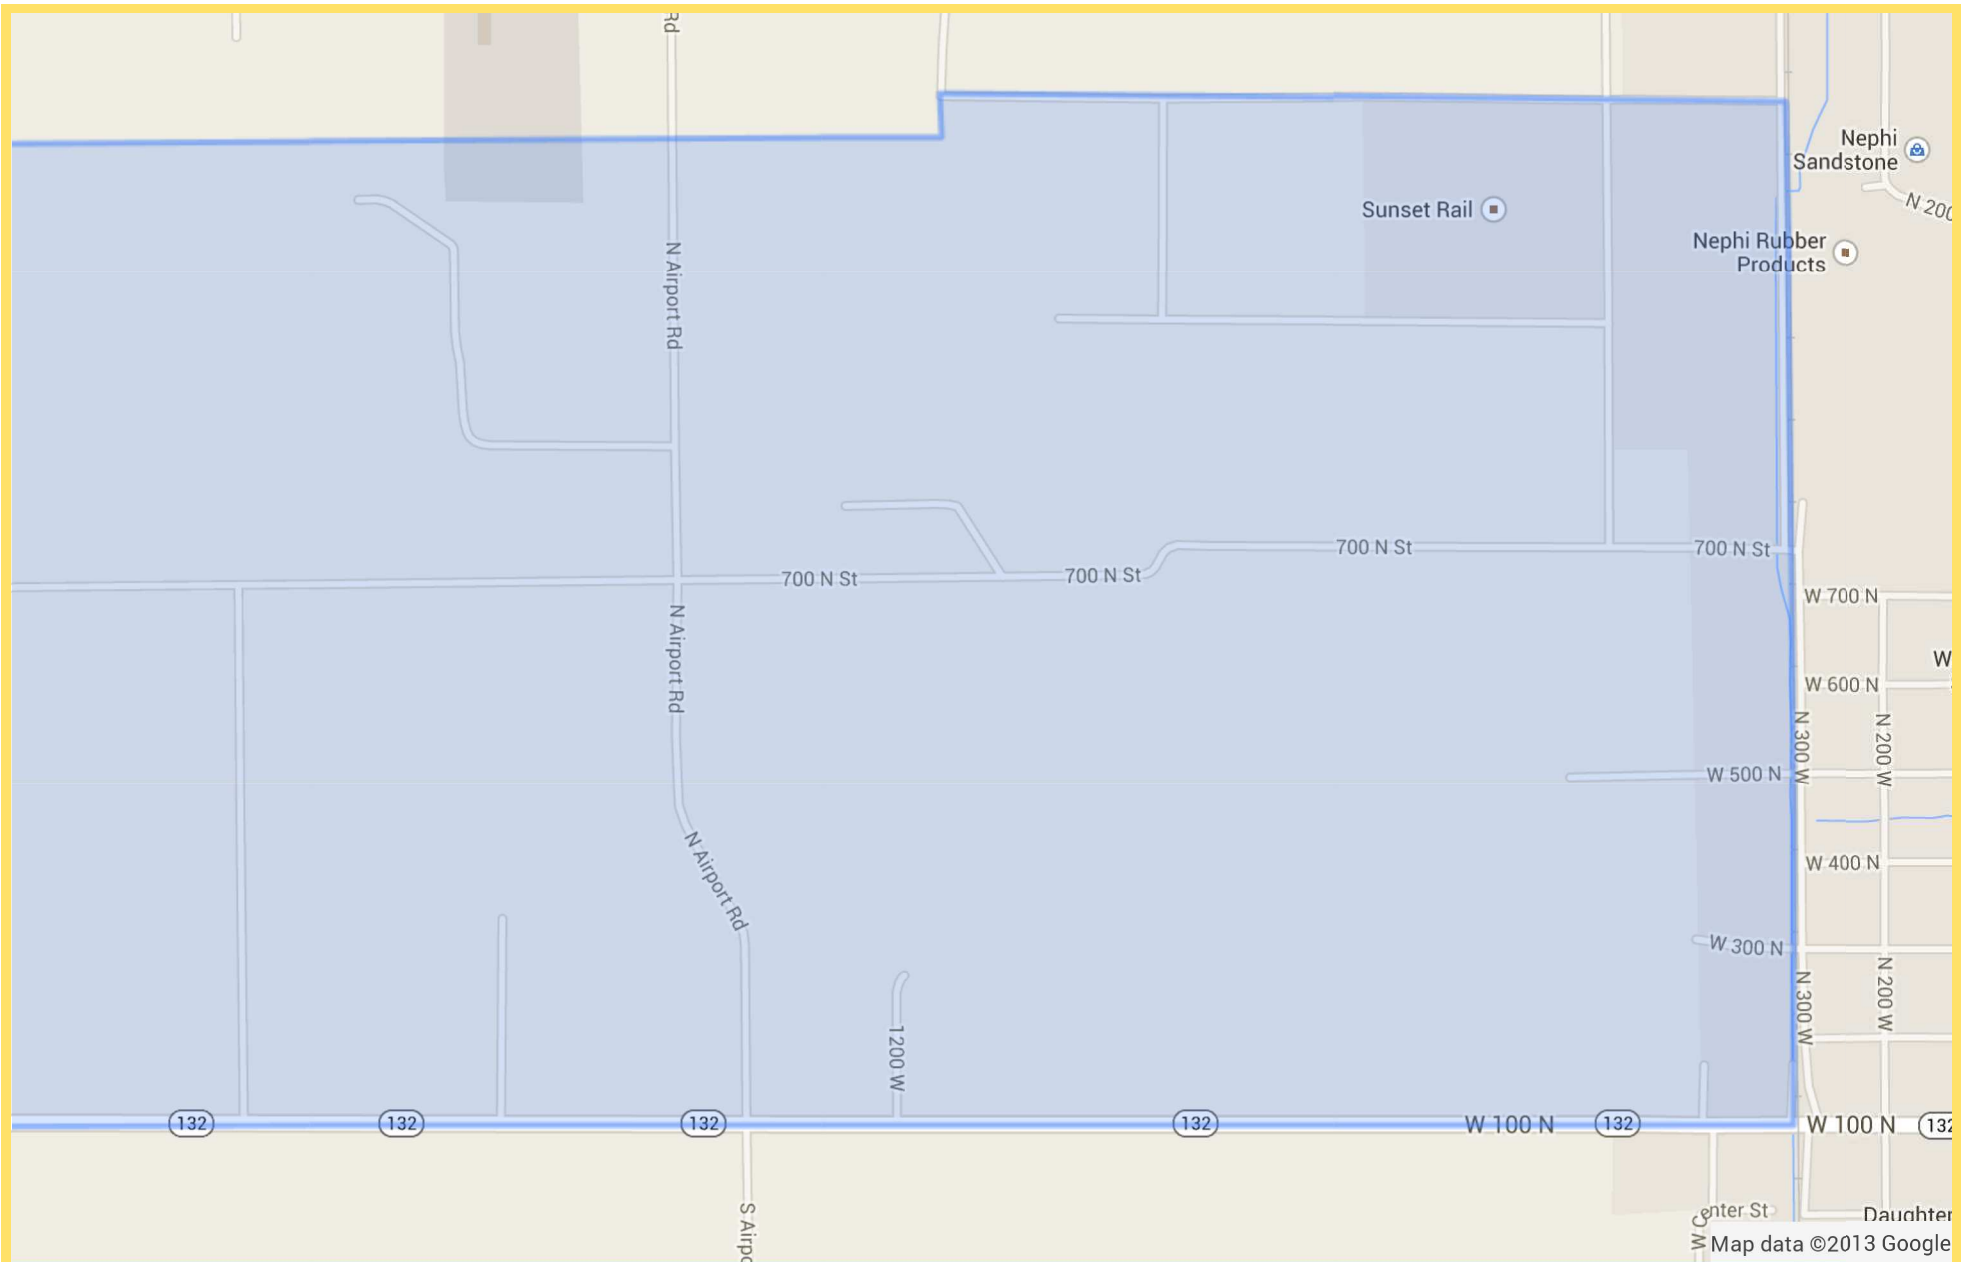 Rd
Nephi
Sandstone
N 200
Sunset Rail
Nephi Rubber
Products
N Airport Rd
700 N St
700 N St
700 N St
700 N St
W 700 N
N Airport Rd
W
W 600 N
N 300 W
N 200 W
W 500 N
N Airport Rd
W 400 N
W 300 N
N 300 W
N 200 W
1200 W
132
132
132
132
W 100 N
132
W 100 N
132
S Airpo
W Center St
Daughter
Map data ©2013 Google